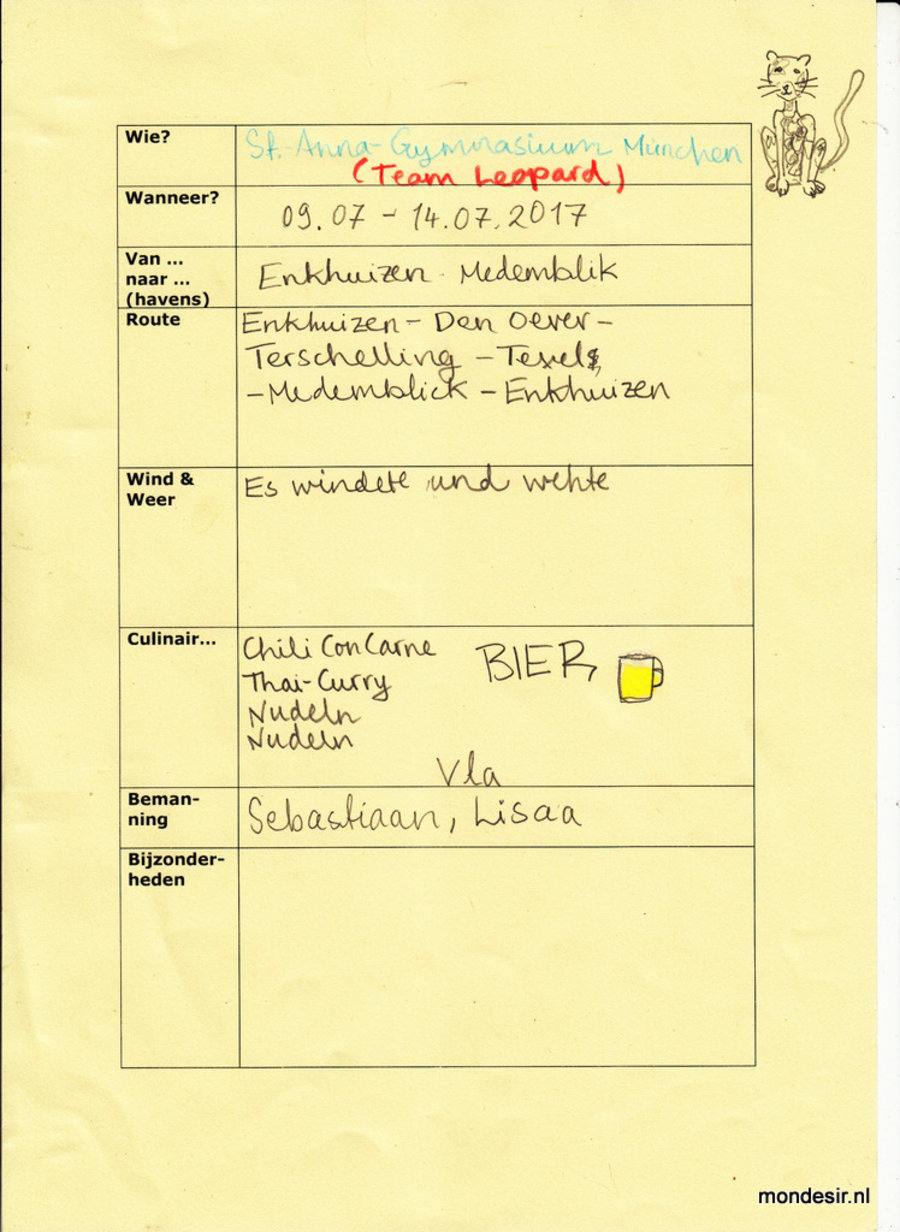 Wie?
St.-Anna-Gymnasium München
(Team Leopard)
Wanneer?
09.07 - 14.07.2017
Van ...
naar ...
(havens)
Enkhuizen - Medemblik
Route
Enkhuizen - Den Oever -
Terschelling - Texel
- Medemblick - Enkhuizen
Wind &
Weer
Es windete und wehte
Culinair...
Chili Con Carne
BIER
Thai-Curry
Nudeln
Nudeln
Vla
Beman-
ning
Sebastiaan, Lisaa
Bijzonder-
heden
mondesir.nl